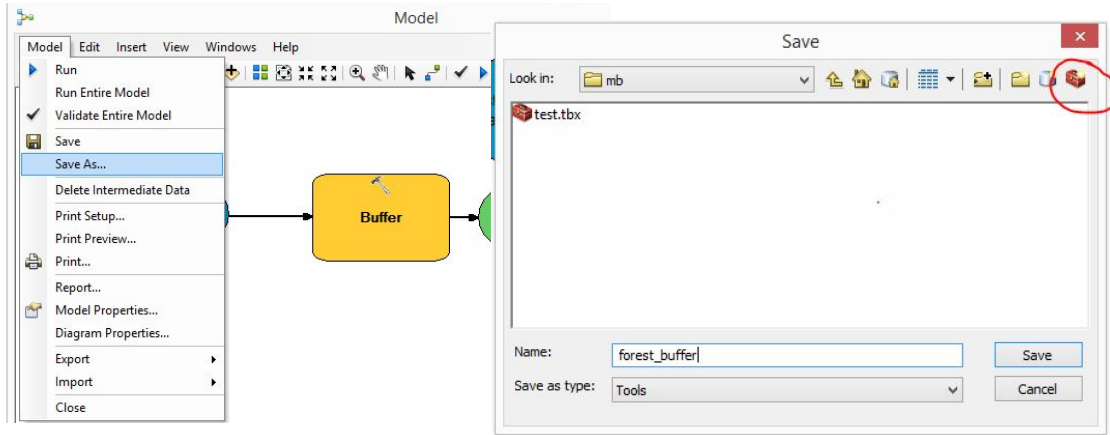 Model
Model Edit Insert View Windows Help
Run
Run Entire Model
Validate Entire Model
Save
Save As...
Delete Intermediate Data
Print Setup...
Print Preview...
Print...
Report...
Model Properties...
Diagram Properties...
Export
Import
Close
Buffer
Save
Look in: mb
test.tbx
Name: forest_buffer Save
Save as type: Tools Cancel